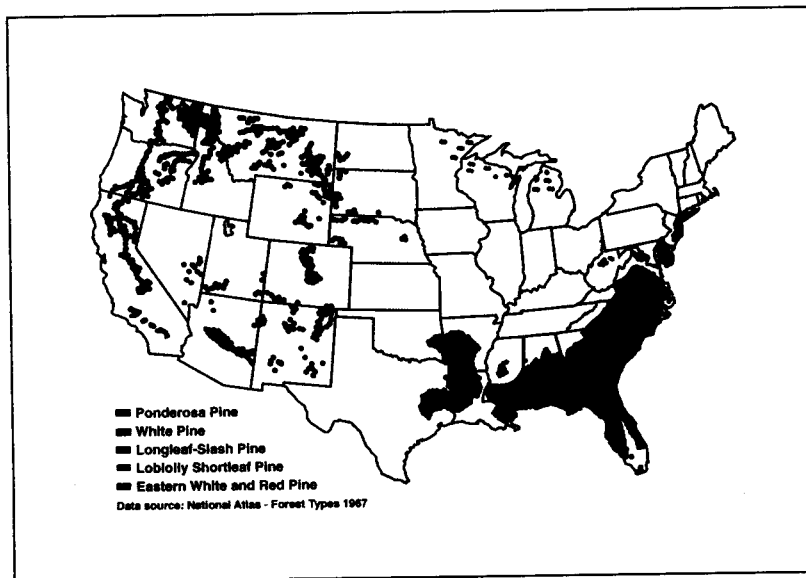 Ponderosa Pine
White Pine
Longleaf-Slash Pine
Loblolly Shortleaf Pine
Eastern White and Red Pine
Data source: National Atlas - Forest Types 1967